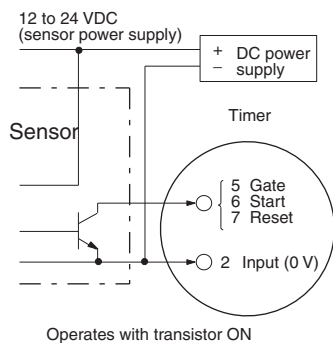 12 to 24 VDC
(sensor power supply)
+ DC power
− supply
Timer
Sensor
5 Gate
6 Start
7 Reset
2 Input (0 V)
Operates with transistor ON